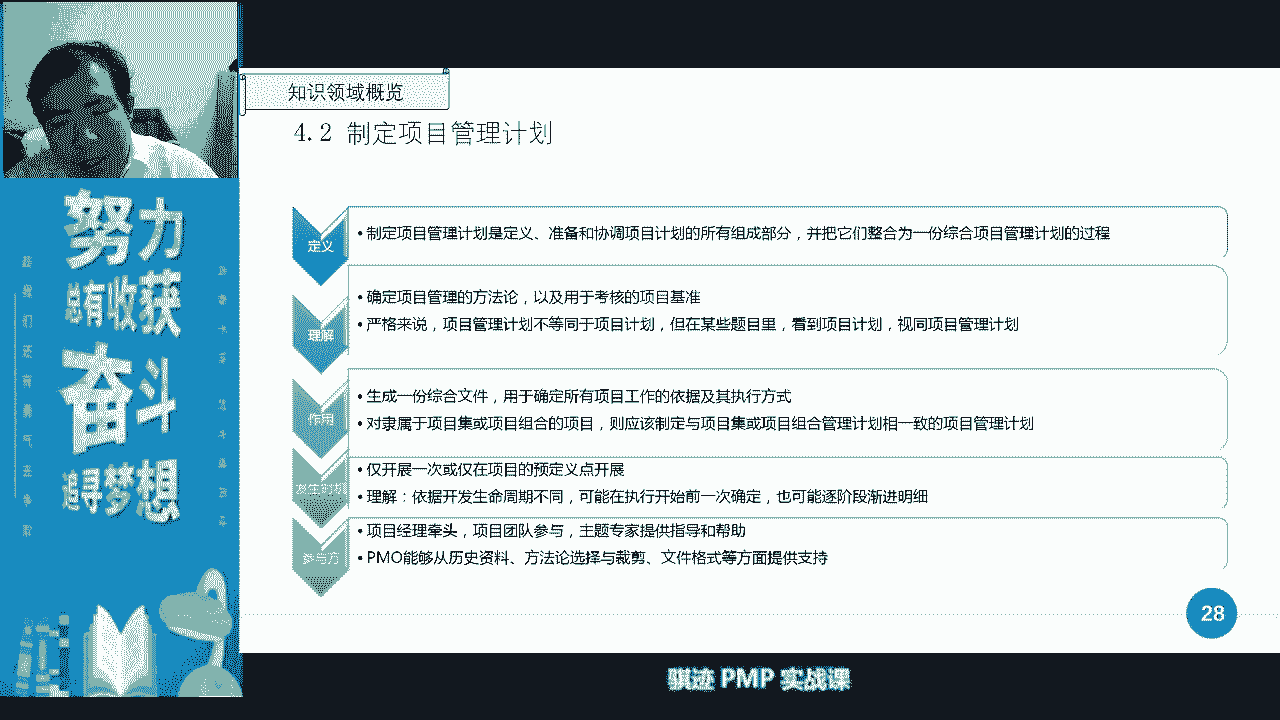 知识领域概览
4.2 制定项目管理计划
定义
• 制定项目管理计划是定义、准备和协调项目计划的所有组成部分，并把它们整合为一份综合项目管理计划的过程
理解
• 确定项目管理的方法论，以及用于考核的项目基准
• 严格来说，项目管理计划不等同于项目计划，但在某些题目里，看到项目计划，视同项目管理计划
作用
• 生成一份综合文件，用于确定所有项目工作的依据及其执行方式
• 对隶属于项目集或项目组合的项目，则应该制定与项目集或项目组合管理计划相一致的项目管理计划
发生时机
• 仅开展一次或仅在项目的预定义点开展
• 理解：依据开发生命周期不同，可能在执行开始前一次确定，也可能逐阶段渐进明细
参与方
• 项目经理牵头，项目团队参与，主题专家提供指导和帮助
• PMO能够从历史资料、方法论选择与裁剪、文件格式等方面提供支持
28
努力
总有收获
奋斗
追寻梦想
骐迹 PMP 实战课